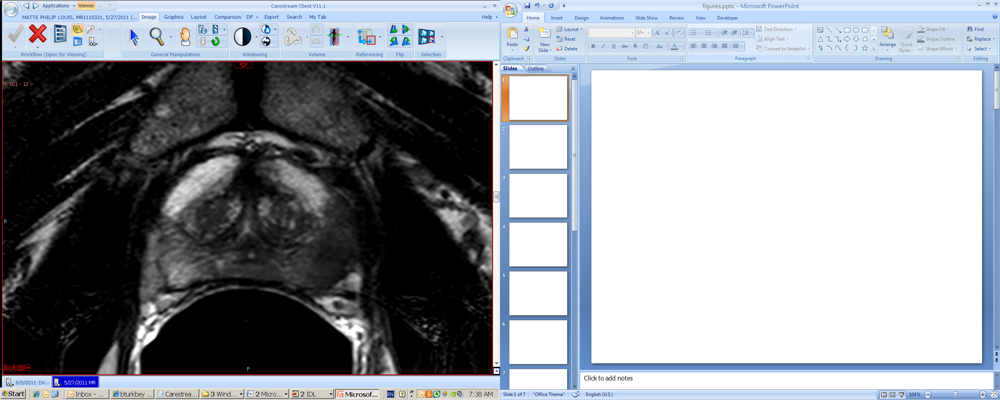 Applications Viewer
Carestream Client V11.1
MATTE PHILIP LOUIS, MR1110321, 5/27/2011 (...
Image Graphics Layout Comparison DP Export Search My Tab Help
Workflow (Open for Viewing) General Manipulations Windowing Volume Referencing Flip Selection
< 601 - 12 >
R
P
8/3/2011 DX...
5/27/2011 MR
figures.pptx - Microsoft PowerPoint
Home Insert Design Animations Slide Show Review View Developer
Paste
New Slide
Layout
Reset
Delete
32
B I U abc S AV Aa A
Text Direction
Align Text
Convert to SmartArt
Arrange
Quick Styles
Shape Fill
Shape Outline
Shape Effects
Find
Replace
Select
Clipboard Slides Font Paragraph Drawing Editing
Slides Outline
1
2
3
4
5
6
7
Click to add notes
Slide 1 of 7 "Office Theme" English (U.S.) 104%
Start Inbox - ... bturkbey ... Carestrea... 3 Wind... 2 Micro... 2 IDL Microsof... EN 7:38 AM